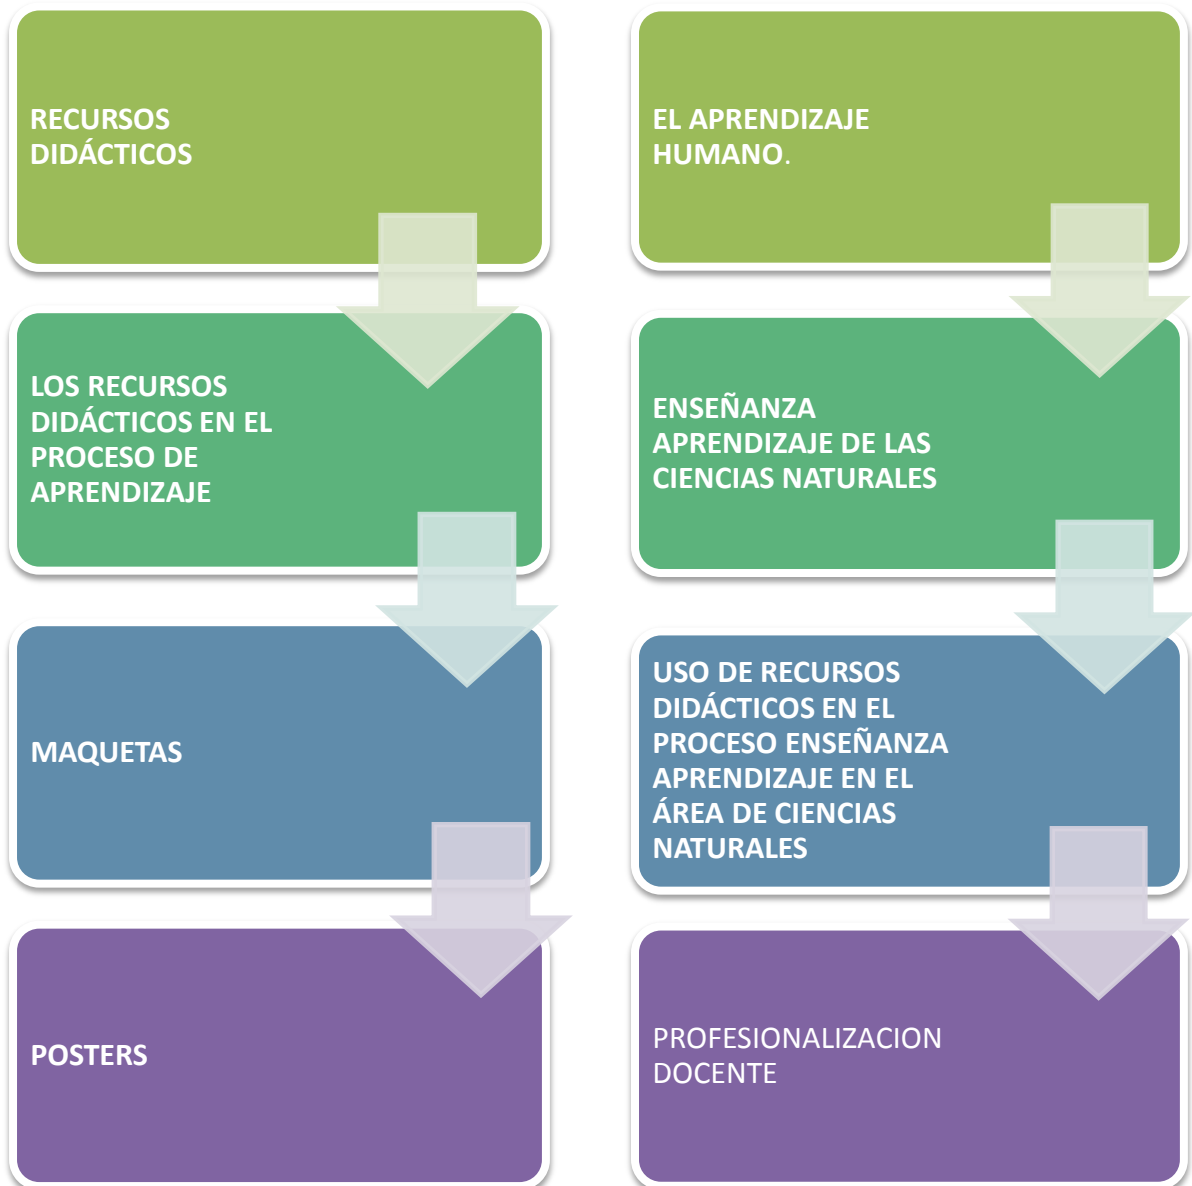 RECURSOS
DIDÁCTICOS
LOS RECURSOS
DIDÁCTICOS EN EL
PROCESO DE
APRENDIZAJE
MAQUETAS
POSTERS
EL APRENDIZAJE
HUMANO.
ENSEÑANZA
APRENDIZAJE DE LAS
CIENCIAS NATURALES
USO DE RECURSOS
DIDÁCTICOS EN EL
PROCESO ENSEÑANZA
APRENDIZAJE EN EL
ÁREA DE CIENCIAS
NATURALES
PROFESIONALIZACION
DOCENTE